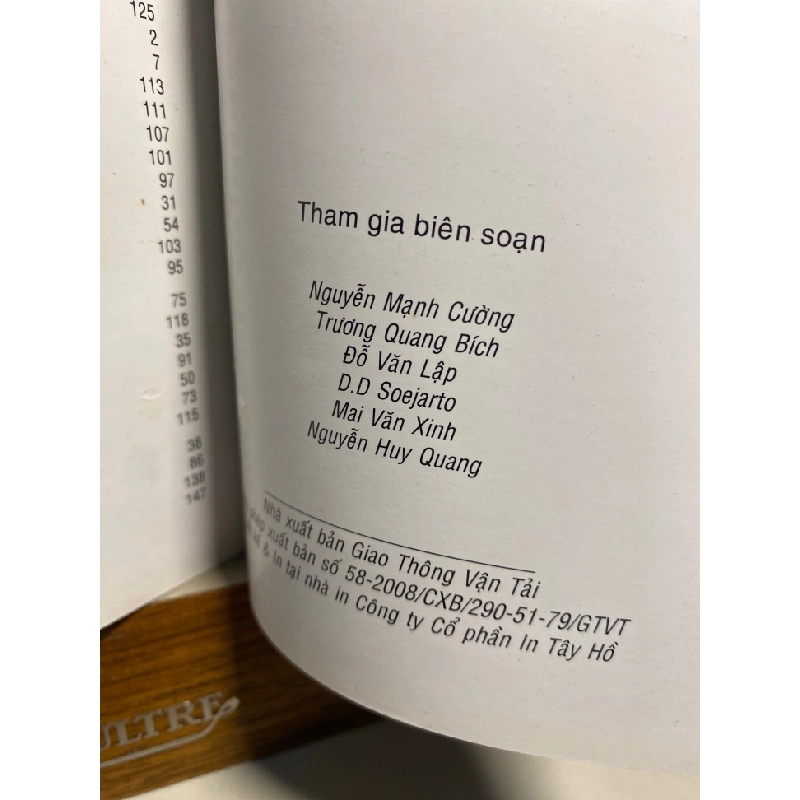 125
2
7
113
111
107
101
97
31
54
103
95
75
118
35
91
50
73
115
38
86
138
147
Tham gia biên soạn
Nguyễn Mạnh Cường
Trương Quang Bích
Đỗ Văn Lập
D.D Soejarto
Mai Văn Xinh
Nguyễn Huy Quang
Nhà xuất bản Giao Thông Vận Tải
phép xuất bản số 58-2008/CXB/290-51-79/GTVT
& In tại nhà in Công ty Cổ phần In Tây Hồ
ULTRE